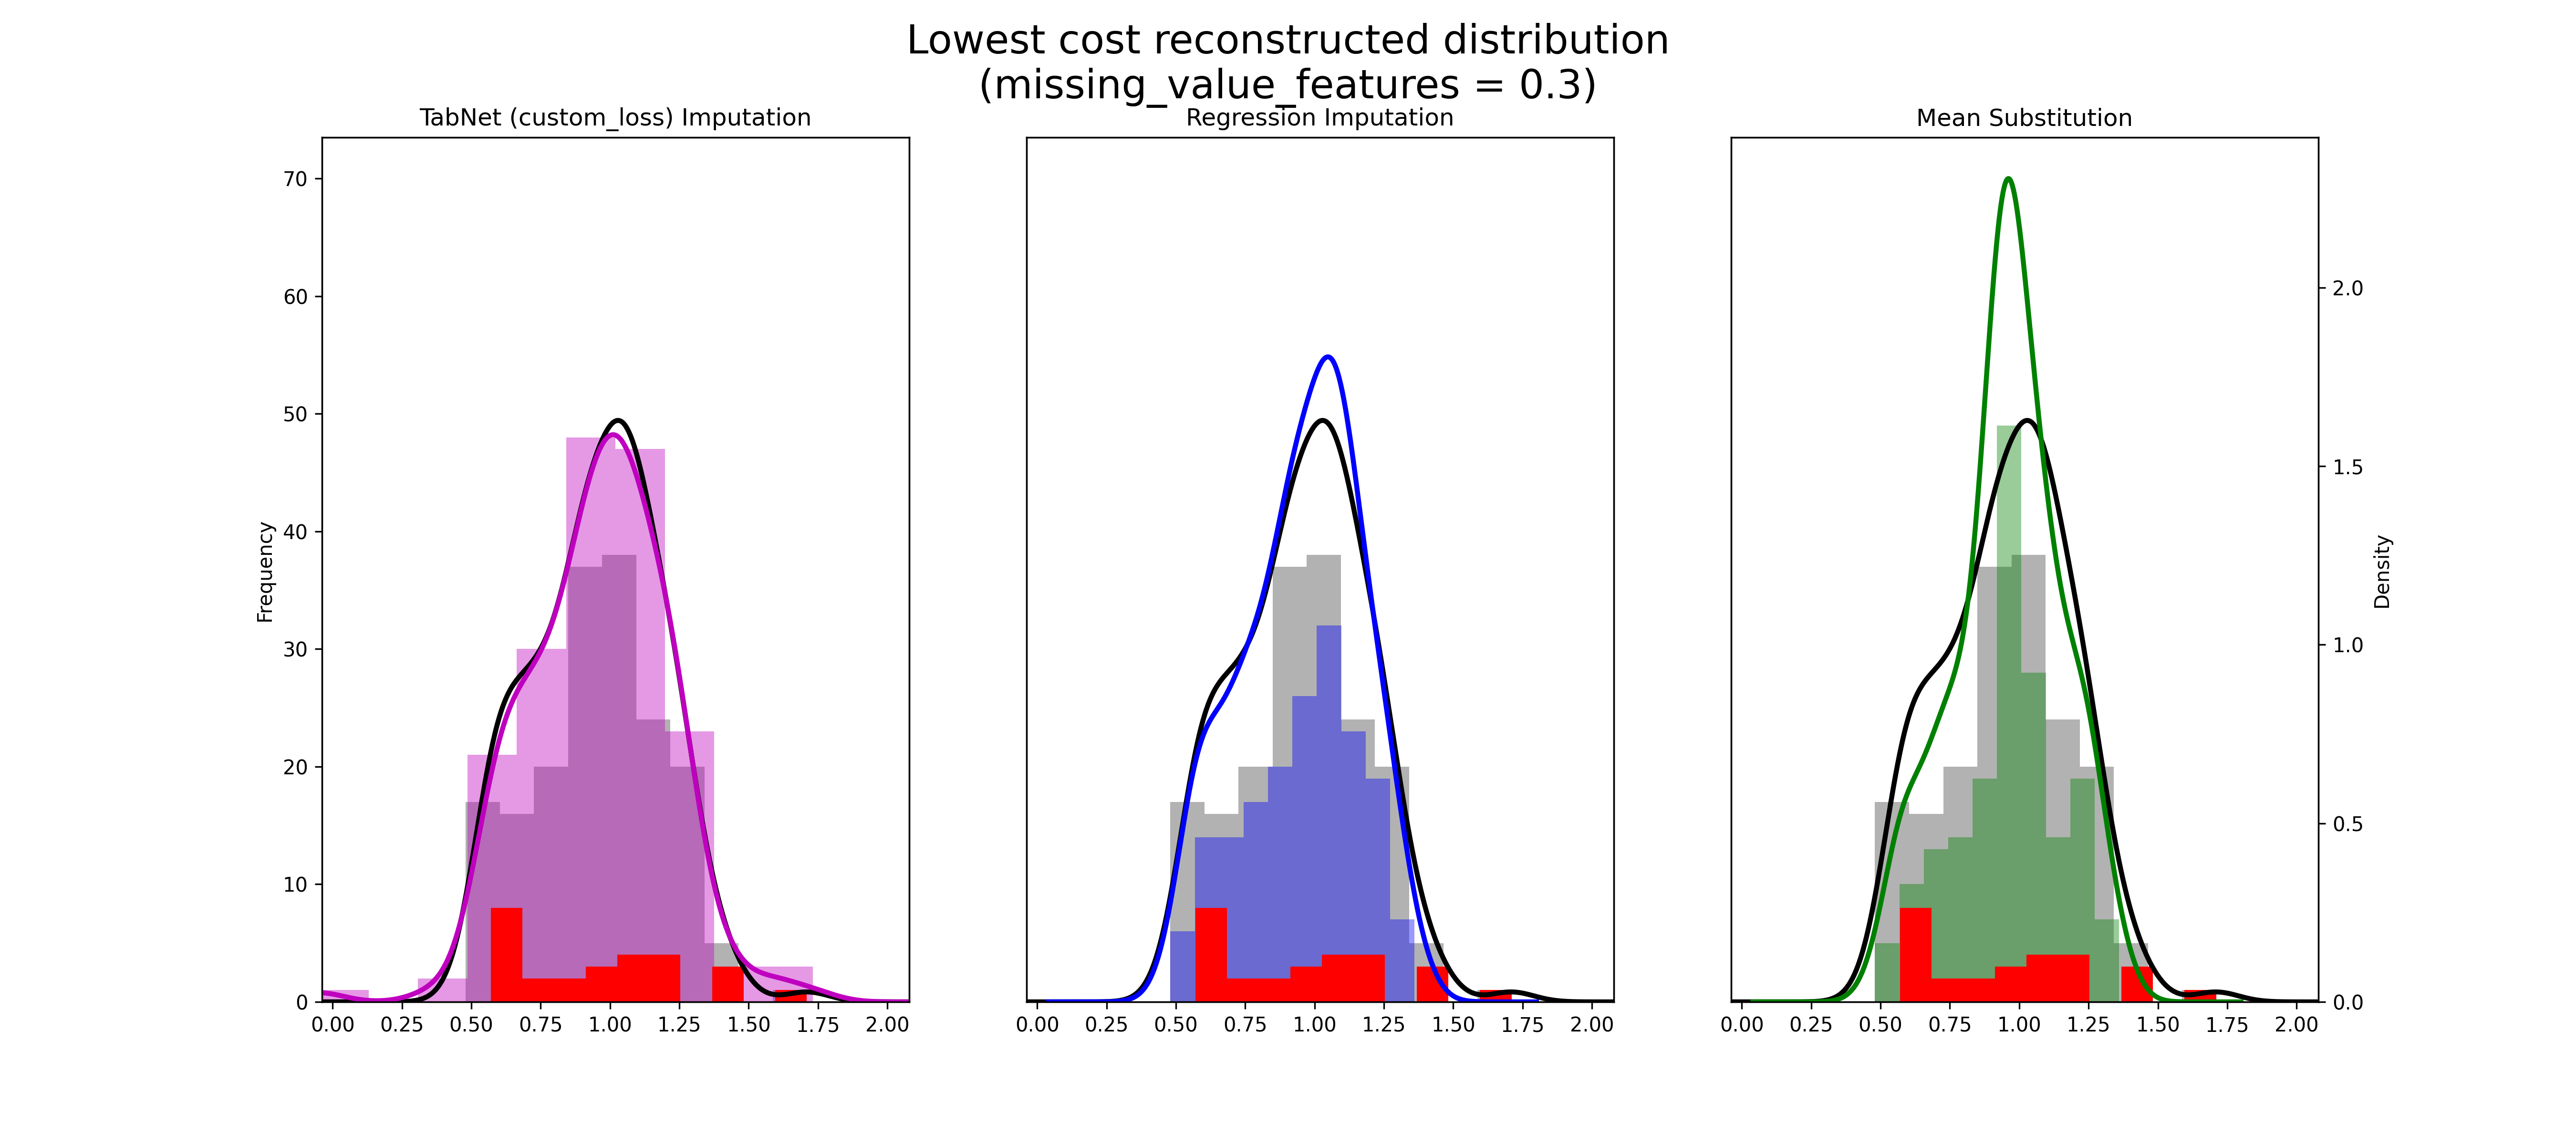 Lowest cost reconstructed distribution
(missing_value_features = 0.3)
TabNet (custom_loss) Imputation
Regression Imputation
Mean Substitution
Frequency
70
60
50
40
30
20
10
0
0.00 0.25 0.50 0.75 1.00 1.25 1.50 1.75 2.00
0.00 0.25 0.50 0.75 1.00 1.25 1.50 1.75 2.00
0.00 0.25 0.50 0.75 1.00 1.25 1.50 1.75 2.00
2.0
1.5
1.0
0.5
0.0
Density